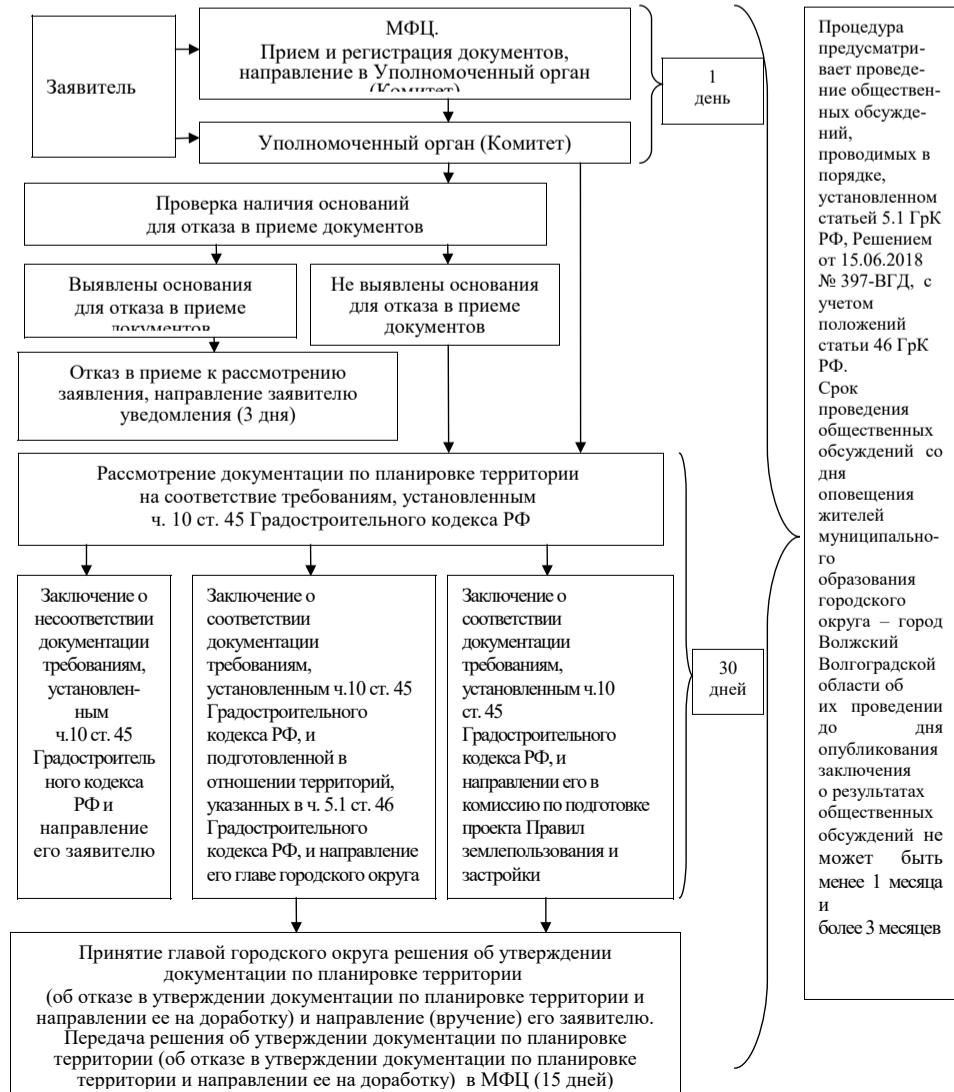 Заявитель
МФЦ.
Прием и регистрация документов,
направление в Уполномоченный орган
(Комитет)
1
день
Уполномоченный орган (Комитет)
Проверка наличия оснований
для отказа в приеме документов
Выявлены основания
для отказа в приеме
документов
Не выявлены основания
для отказа в приеме
документов
Отказ в приеме к рассмотрению
заявления, направление заявителю
уведомления (3 дня)
Рассмотрение документации по планировке территории
на соответствие требованиям, установленным
ч. 10 ст. 45 Градостроительного кодекса РФ
Заключение о
несоответствии
документации
требованиям,
установлен-
ным
ч.10 ст. 45
Градостроитель
ного кодекса
РФ и
направление
его заявителю
Заключение о
соответствии
документации
требованиям,
установленным ч.10 ст. 45
Градостроительного
кодекса РФ, и
подготовленной в
отношении территорий,
указанных в ч. 5.1 ст. 46
Градостроительного
кодекса РФ, и направление
его главе городского округа
Заключение о
соответствии
документации
требованиям,
установленным ч.10
ст. 45
Градостроительного
кодекса РФ, и
направлении его в
комиссию по подготовке
проекта Правил
землепользования и
застройки
30
дней
Принятие главой городского округа решения об утверждении
документации по планировке территории
(об отказе в утверждении документации по планировке территории и
направлении ее на доработку) и направление (вручение) его заявителю.
Передача решения об утверждении документации по планировке
территории (об отказе в утверждении документации по планировке
территории и направлении ее на доработку) в МФЦ (15 дней)
Процедура
предусматри-
вает проведе-
ние обществен-
ных обсужде-
ний,
проводимых в
порядке,
установленном
статьей 5.1 ГрК
РФ, Решением
от 15.06.2018
№ 397-ВГД, с
учетом
положений
статьи 46 ГрК
РФ.
Срок
проведения
общественных
обсуждений со
дня
оповещения
жителей
муниципально-
го
образования
городского
округа – город
Волжский
Волгоградской
области об
их проведении
до дня
опубликования
заключения
о результатах
общественных
обсуждений не
может быть
менее 1 месяца
и
более 3 месяцев